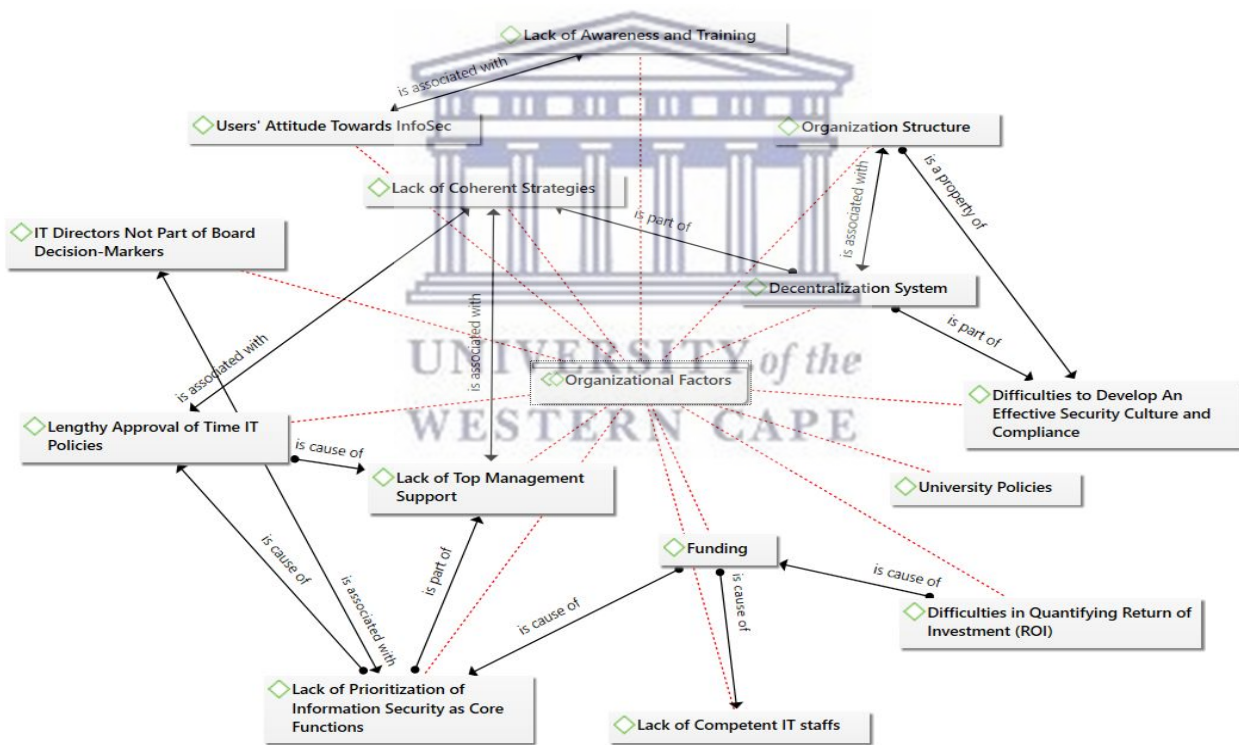 Lack of Awareness and Training
is associated with
Users' Attitude Towards InfoSec
Organization Structure
is a property of
is associated with
Lack of Coherent Strategies
is part of
IT Directors Not Part of Board
Decision-Markers
Decentralization System
is associated with
is part of
is associated with
UNIVERSITY of the
Organizational Factors
WESTERN CAPE
Difficulties to Develop An
Effective Security Culture and
Compliance
Lengthy Approval of Time IT
Policies
is cause of
Lack of Top Management
Support
University Policies
is cause of
is part of
is associated with
Funding
is cause of
is cause of
is cause of
Difficulties in Quantifying Return of
Investment (ROI)
Lack of Prioritization of
Information Security as Core
Functions
Lack of Competent IT staffs